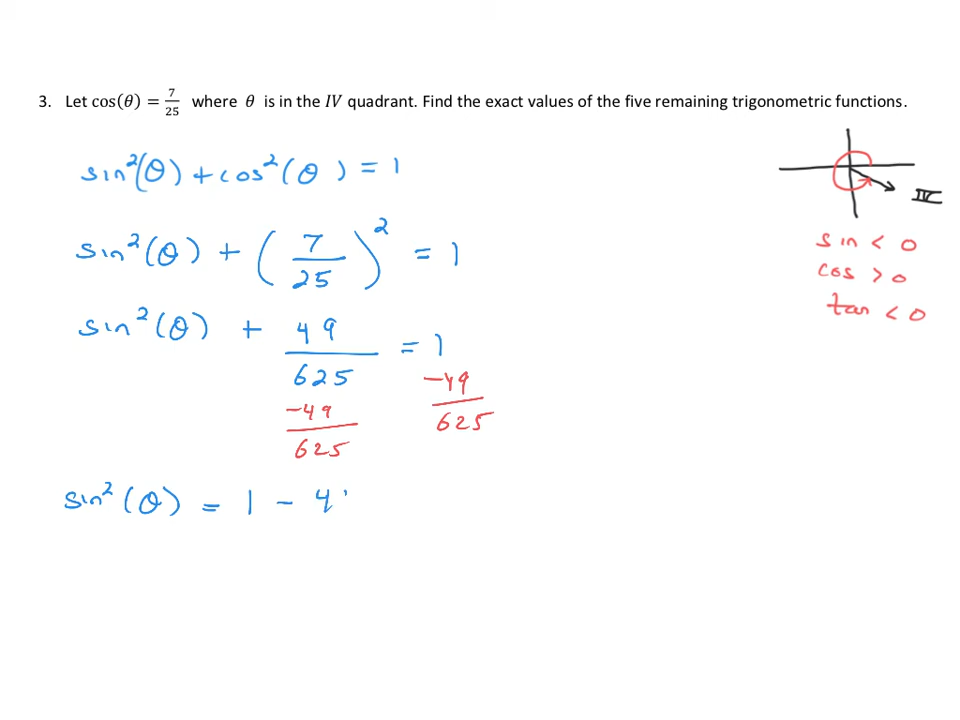 3. Let cos(θ) = 7/25 where θ is in the IV quadrant. Find the exact values of the five remaining trigonometric functions.
sin²(θ) + cos²(θ) = 1
IV
sin²(θ) + (7/25)² = 1
sin < 0
cos > 0
tan < 0
sin²(θ) + 49/625 = 1
-49/625 -49/625
sin²(θ) = 1 - 4